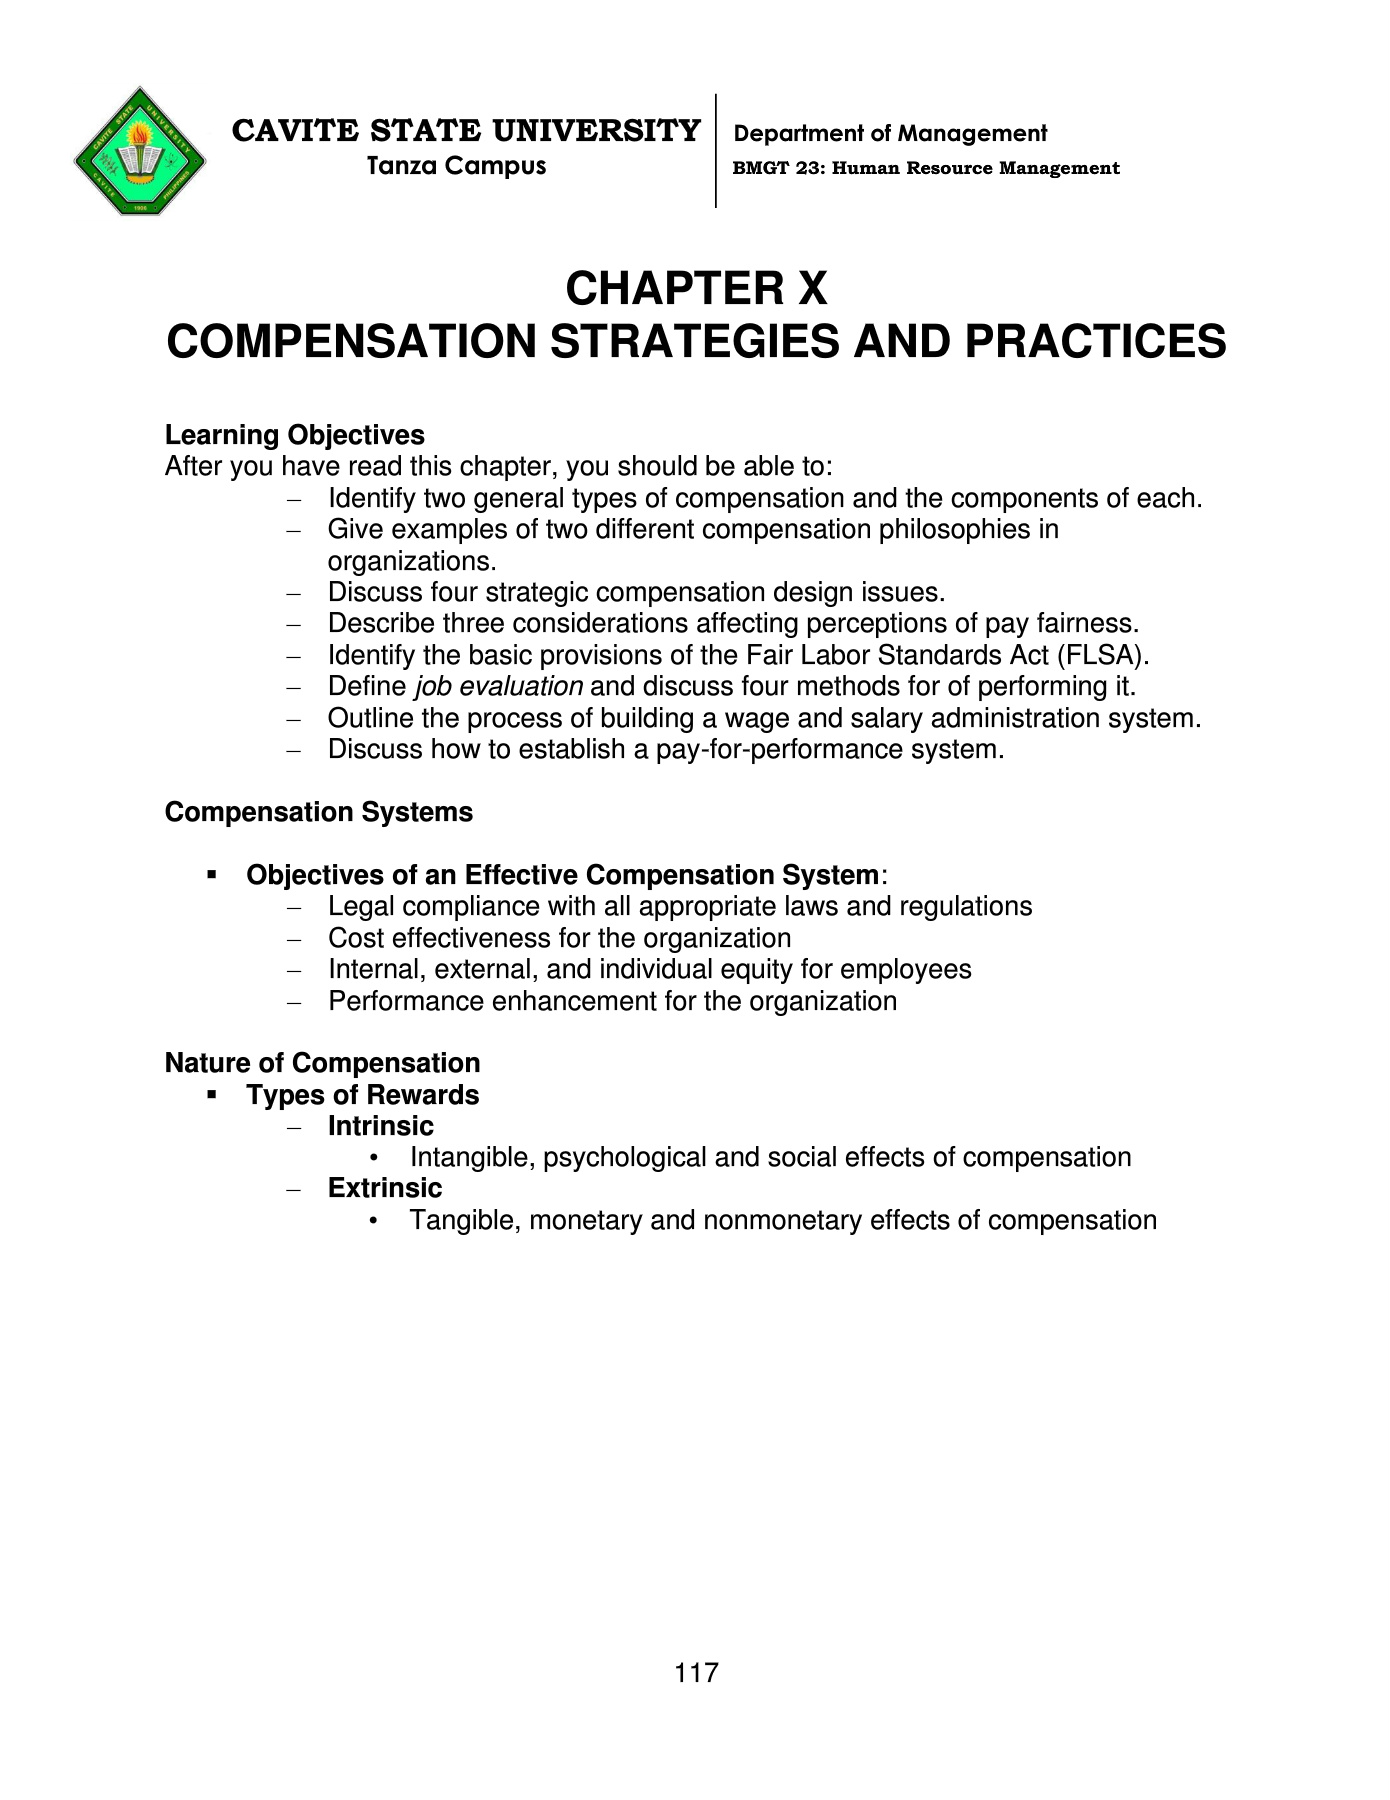 CAVITE STATE UNIVERSITY
Tanza Campus
Department of Management
BMGT 23: Human Resource Management
CAVITE STATE UNIVERSITY
CAVITE
PHILIPPINES
1906
CHAPTER X
COMPENSATION STRATEGIES AND PRACTICES
Learning Objectives
After you have read this chapter, you should be able to:
– Identify two general types of compensation and the components of each.
– Give examples of two different compensation philosophies in
organizations.
– Discuss four strategic compensation design issues.
– Describe three considerations affecting perceptions of pay fairness.
– Identify the basic provisions of the Fair Labor Standards Act (FLSA).
– Define job evaluation and discuss four methods for of performing it.
– Outline the process of building a wage and salary administration system.
– Discuss how to establish a pay-for-performance system.
Compensation Systems
▪ Objectives of an Effective Compensation System:
– Legal compliance with all appropriate laws and regulations
– Cost effectiveness for the organization
– Internal, external, and individual equity for employees
– Performance enhancement for the organization
Nature of Compensation
▪ Types of Rewards
– Intrinsic
• Intangible, psychological and social effects of compensation
– Extrinsic
• Tangible, monetary and nonmonetary effects of compensation
117